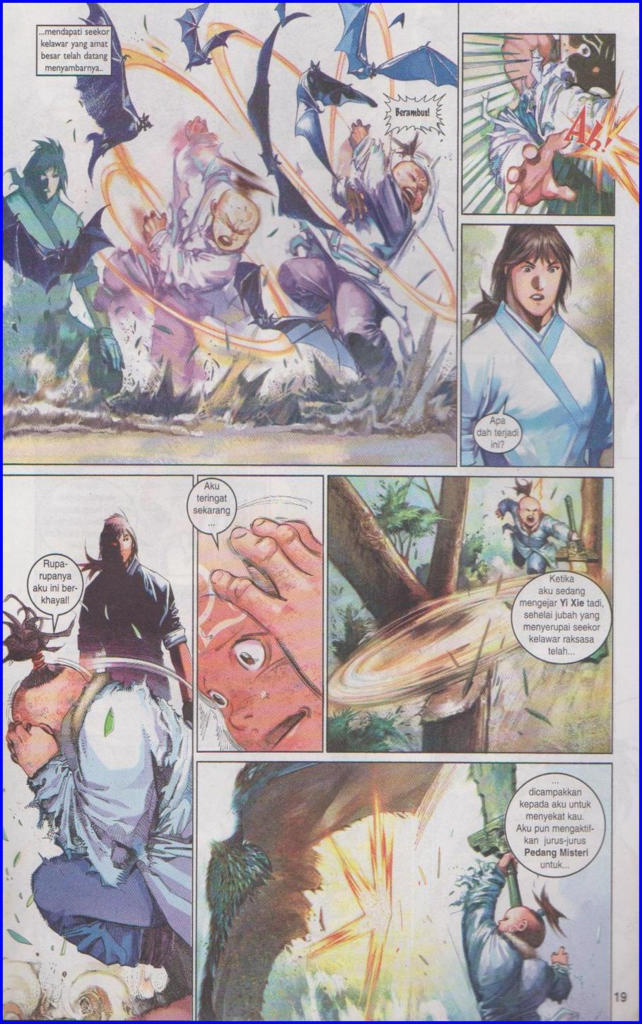 ...mendapati seekor
kelawar yang amat
besar telah datang
menyambarnya..
Berambus!
Ah!
Apa
dah terjadi
ini?
Rupa-
rupanya
aku ini ber-
khayal!
Aku
teringat
sekarang
...
Ketika
aku sedang
mengejar Yi Xie tadi,
sehelai jubah yang
menyerupai seekor
kelawar raksasa
telah...
...
dicampakkan
kepada aku untuk
menyekat kau.
Aku pun mengaktif-
kan jurus-jurus
Pedang Misteri
untuk...
19